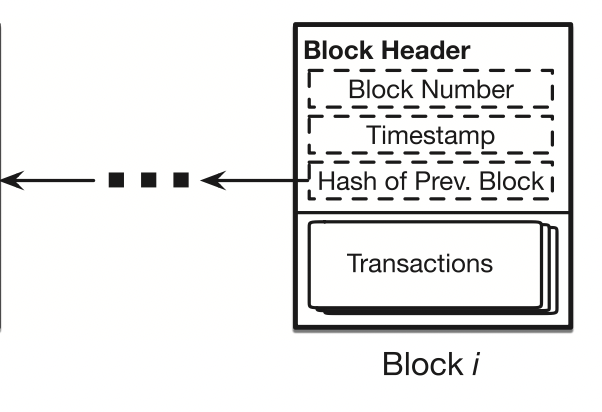 Block Header
Block Number
Timestamp
Hash of Prev. Block
Transactions
Block i